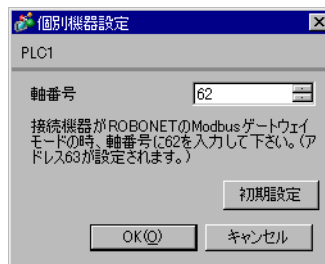 個別機器設定
PLC1
軸番号 62
接続機器がROBONETのModbusゲートウェイ
モードの時、軸番号に62を入力して下さい。(ア
ドレス63が設定されます。)
初期設定
OK(O) キャンセル